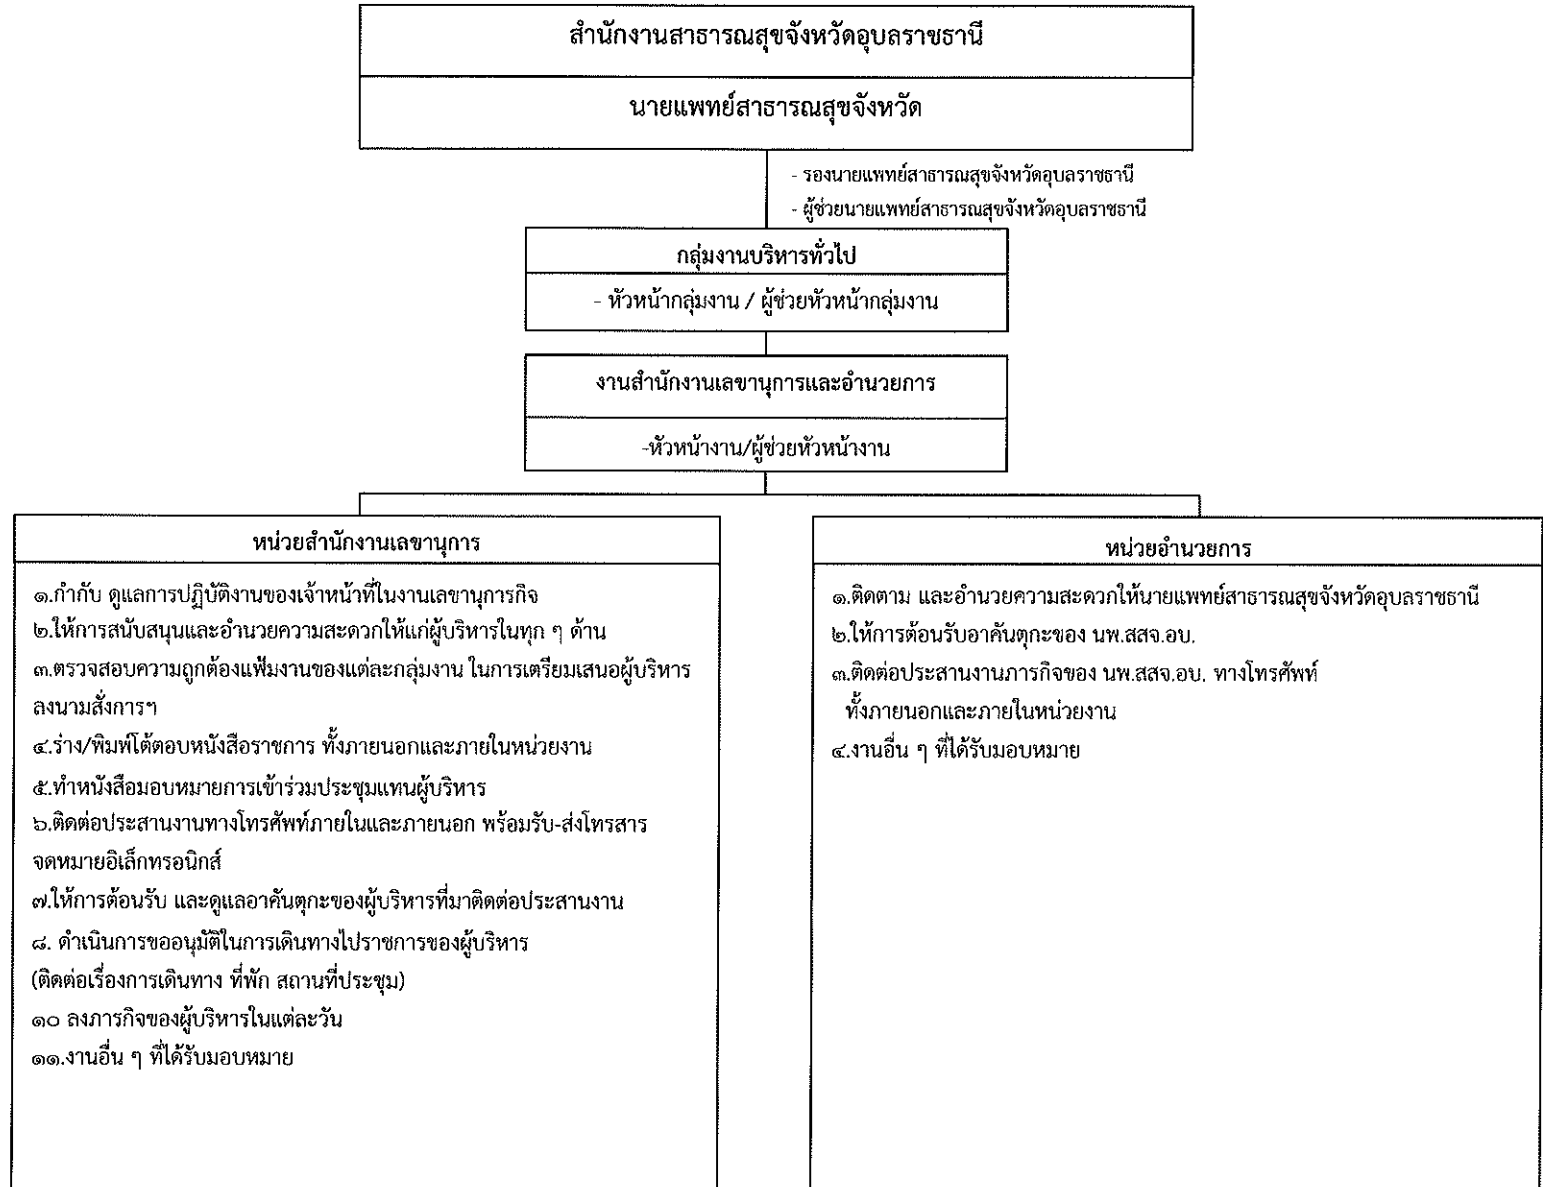 สำนักงานสาธารณสุขจังหวัดอุบลราชธานี
นายแพทย์สาธารณสุขจังหวัด
- รองนายแพทย์สาธารณสุขจังหวัดอุบลราชธานี
- ผู้ช่วยนายแพทย์สาธารณสุขจังหวัดอุบลราชธานี
กลุ่มงานบริหารทั่วไป
- หัวหน้ากลุ่มงาน / ผู้ช่วยหัวหน้ากลุ่มงาน
งานสำนักงานเลขานุการและอำนวยการ
-หัวหน้างาน/ผู้ช่วยหัวหน้างาน
หน่วยสำนักงานเลขานุการ
๑.กำกับ ดูแลการปฏิบัติงานของเจ้าหน้าที่ในงานเลขานุการกิจ
๒.ให้การสนับสนุนและอำนวยความสะดวกให้แก่ผู้บริหารในทุก ๆ ด้าน
๓.ตรวจสอบความถูกต้องแฟ้มงานของแต่ละกลุ่มงาน ในการเตรียมเสนอผู้บริหาร
ลงนามสั่งการฯ
๔.ร่าง/พิมพ์โต้ตอบหนังสือราชการ ทั้งภายนอกและภายในหน่วยงาน
๕.ทำหนังสือมอบหมายการเข้าร่วมประชุมแทนผู้บริหาร
๖.ติดต่อประสานงานทางโทรศัพท์ภายในและภายนอก พร้อมรับ-ส่งโทรสาร
จดหมายอิเล็กทรอนิกส์
๗.ให้การต้อนรับ และดูแลอาคันตุกะของผู้บริหารที่มาติดต่อประสานงาน
๘. ดำเนินการขออนุมัติในการเดินทางไปราชการของผู้บริหาร
(ติดต่อเรื่องการเดินทาง ที่พัก สถานที่ประชุม)
๑๐ ลงภารกิจของผู้บริหารในแต่ละวัน
๑๑.งานอื่น ๆ ที่ได้รับมอบหมาย
หน่วยอำนวยการ
๑.ติดตาม และอำนวยความสะดวกให้นายแพทย์สาธารณสุขจังหวัดอุบลราชธานี
๒.ให้การต้อนรับอาคันตุกะของ นพ.สสจ.อบ.
๓.ติดต่อประสานงานภารกิจของ นพ.สสจ.อบ. ทางโทรศัพท์
ทั้งภายนอกและภายในหน่วยงาน
๔.งานอื่น ๆ ที่ได้รับมอบหมาย